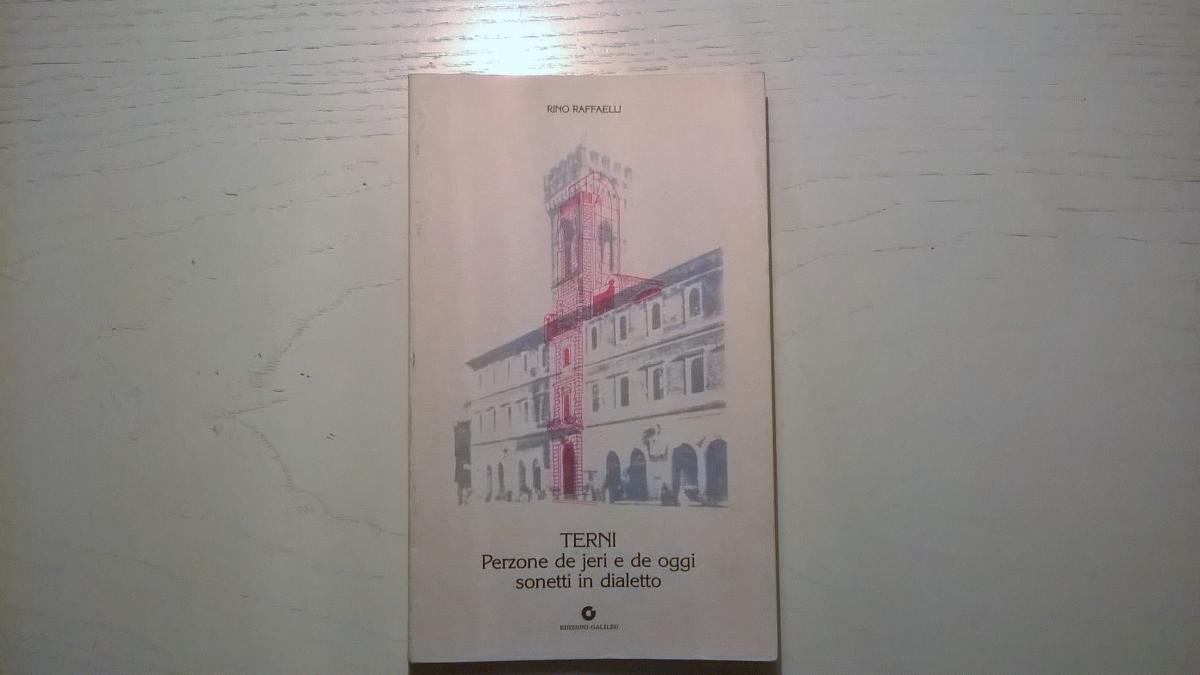 RINO RAFFAELLI
TERNI
Perzone de jeri e de oggi
sonetti in dialetto
EDIZIONI GALILEO